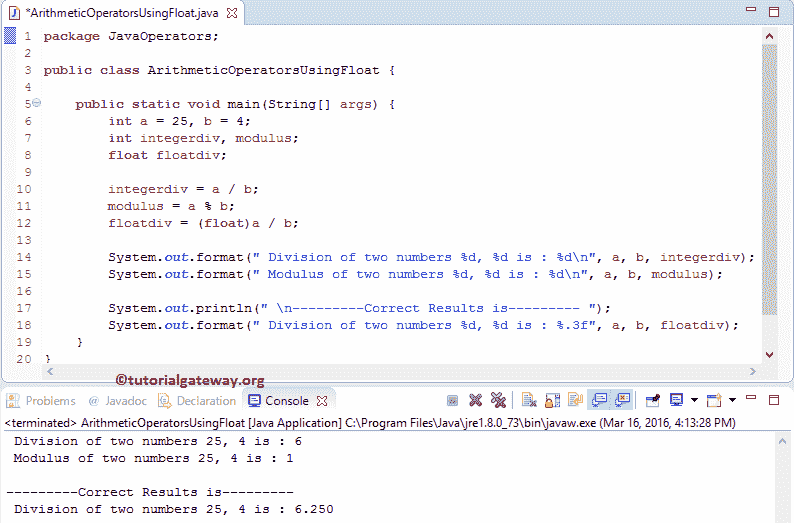 *ArithmeticOperatorsUsingFloat.java
1 package JavaOperators;
2
3 public class ArithmeticOperatorsUsingFloat {
4
5 public static void main(String[] args) {
6 int a = 25, b = 4;
7 int integerdiv, modulus;
8 float floatdiv;
9
10 integerdiv = a / b;
11 modulus = a % b;
12 floatdiv = (float)a / b;
13
14 System.out.format(" Division of two numbers %d, %d is : %d\n", a, b, integerdiv);
15 System.out.format(" Modulus of two numbers %d, %d is : %d\n", a, b, modulus);
16
17 System.out.println(" \n---------Correct Results is--------- ");
18 System.out.format(" Division of two numbers %d, %d is : %.3f", a, b, floatdiv);
19 }
20 }
©tutorialgateway.org
Problems @ Javadoc Declaration Console
<terminated> ArithmeticOperatorsUsingFloat [Java Application] C:\Program Files\Java\jre1.8.0_73\bin\javaw.exe (Mar 16, 2016, 4:13:28 PM)
Division of two numbers 25, 4 is : 6
Modulus of two numbers 25, 4 is : 1
---------Correct Results is---------
Division of two numbers 25, 4 is : 6.250